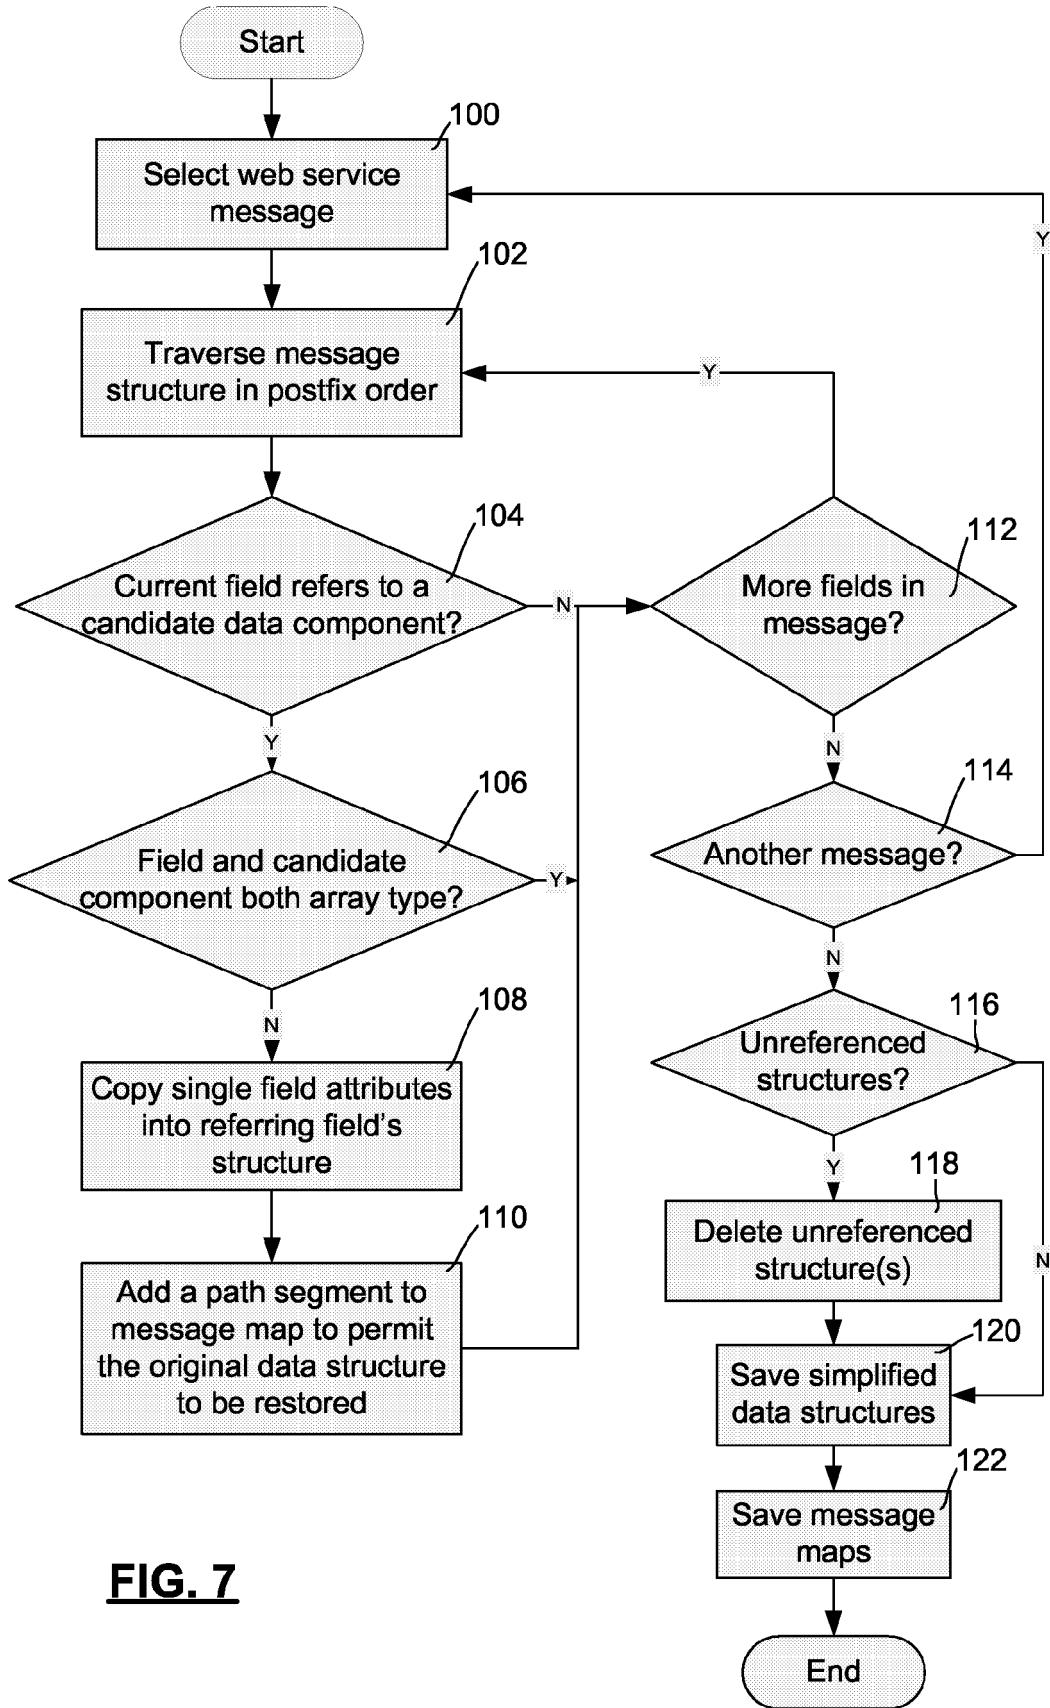 Start
100
Select web service
message
102
Traverse message
structure in postfix order
Y
Y
104
Current field refers to a
candidate data component?
N
112
More fields in
message?
Y
N
106
Field and candidate
component both array type?
Y
114
Another message?
N
N
108
Copy single field attributes
into referring field's
structure
116
Unreferenced
structures?
Y
N
110
Add a path segment to
message map to permit
the original data structure
to be restored
118
Delete unreferenced
structure(s)
120
Save simplified
data structures
122
Save message
maps
End
FIG. 7